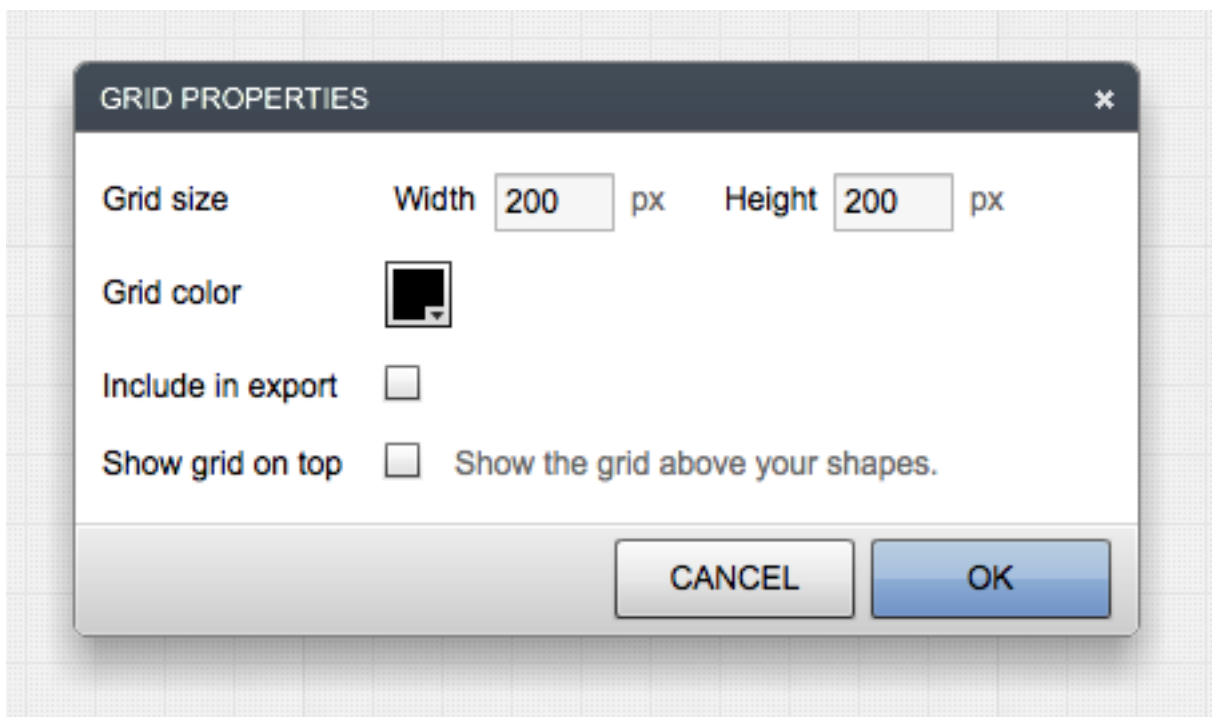 GRID PROPERTIES
Grid size Width 200 px Height 200 px
Grid color
Include in export
Show grid on top Show the grid above your shapes.
CANCEL OK